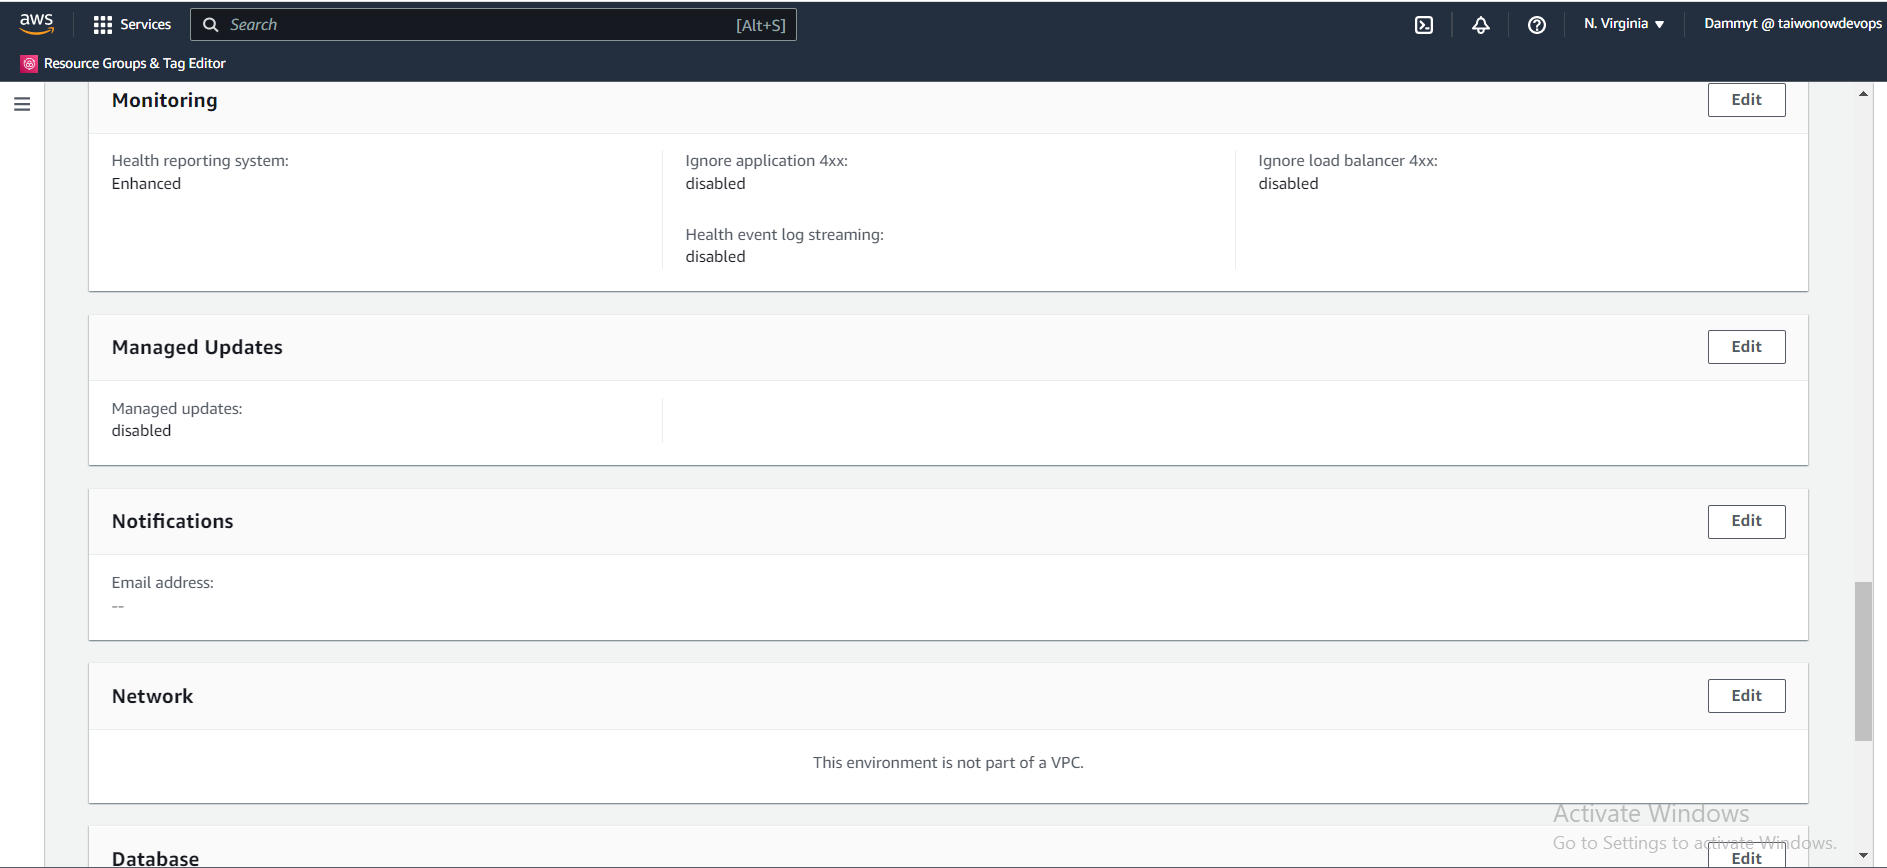 aws
Services
Search
[Alt+S]
N. Virginia
Dammyt @ taiwonowdevops
Resource Groups & Tag Editor
Monitoring
Edit
Health reporting system:
Enhanced
Ignore application 4xx:
disabled
Health event log streaming:
disabled
Ignore load balancer 4xx:
disabled
Managed Updates
Edit
Managed updates:
disabled
Notifications
Edit
Email address:
--
Network
Edit
This environment is not part of a VPC.
Activate Windows
Go to Settings to activate Windows.
Database
Edit